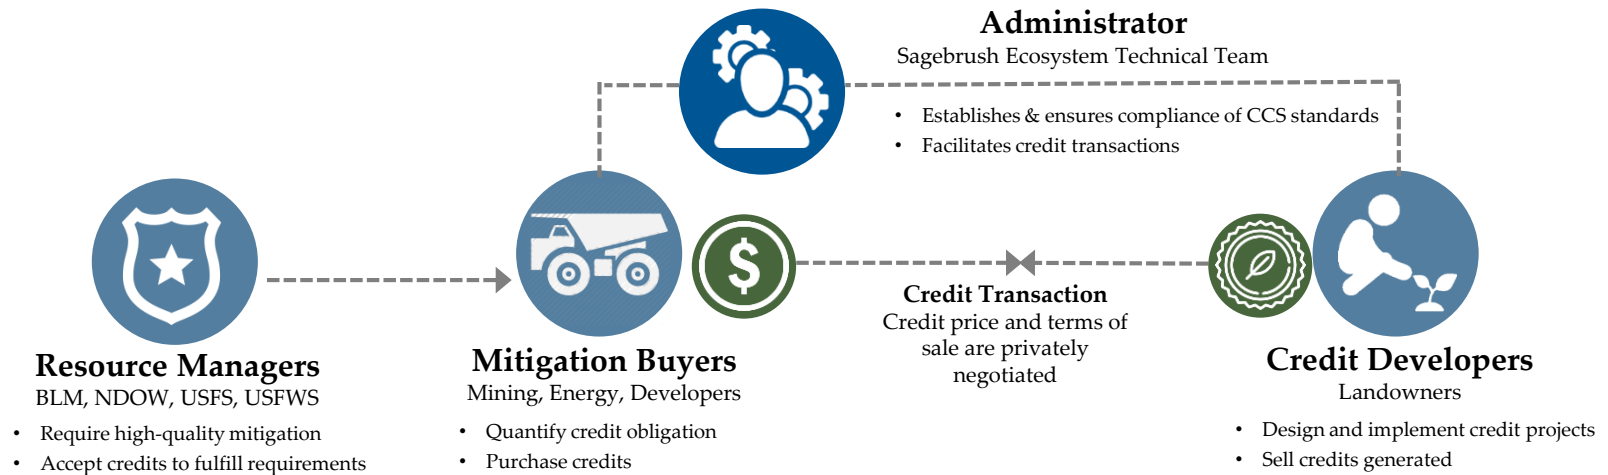 Administrator
Sagebrush Ecosystem Technical Team
• Establishes & ensures compliance of CCS standards
• Facilitates credit transactions
$
Resource Managers
BLM, NDOW, USFS, USFWS
• Require high-quality mitigation
• Accept credits to fulfill requirements
Mitigation Buyers
Mining, Energy, Developers
• Quantify credit obligation
• Purchase credits
Credit Transaction
Credit price and terms of
sale are privately
negotiated
Credit Developers
Landowners
• Design and implement credit projects
• Sell credits generated